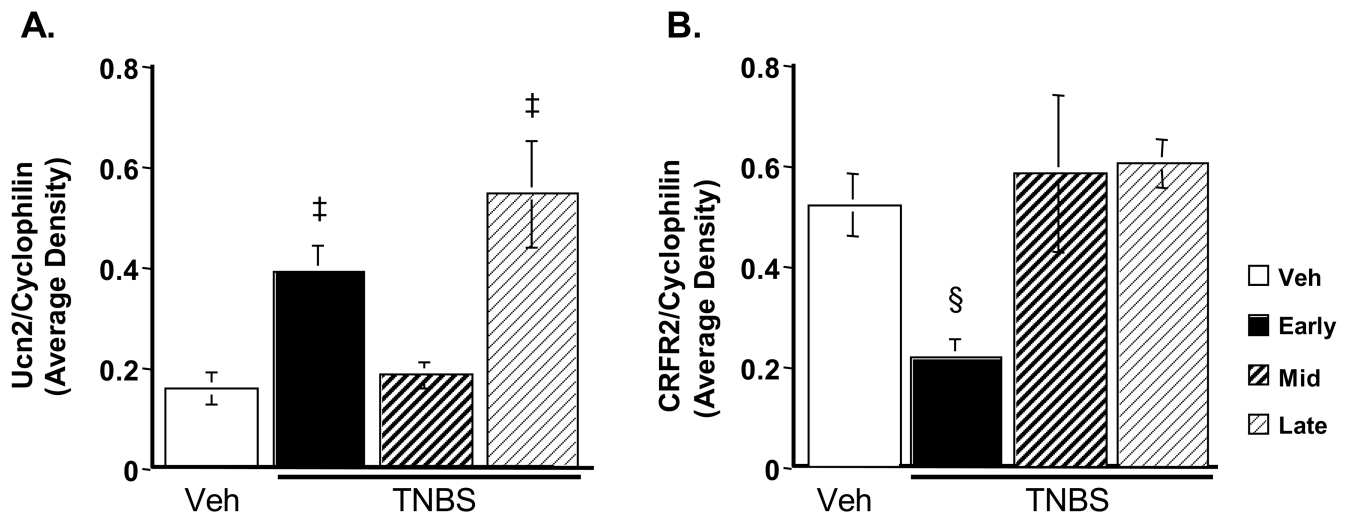 A.
0.8
0.6
0.4
0.2
0
Ucn2/Cyclophilin
(Average Density)
‡
‡
Veh
TNBS
B.
0.8
0.6
0.4
0.2
0
CRFR2/Cyclophilin
(Average Density)
§
Veh
TNBS
Veh
Early
Mid
Late